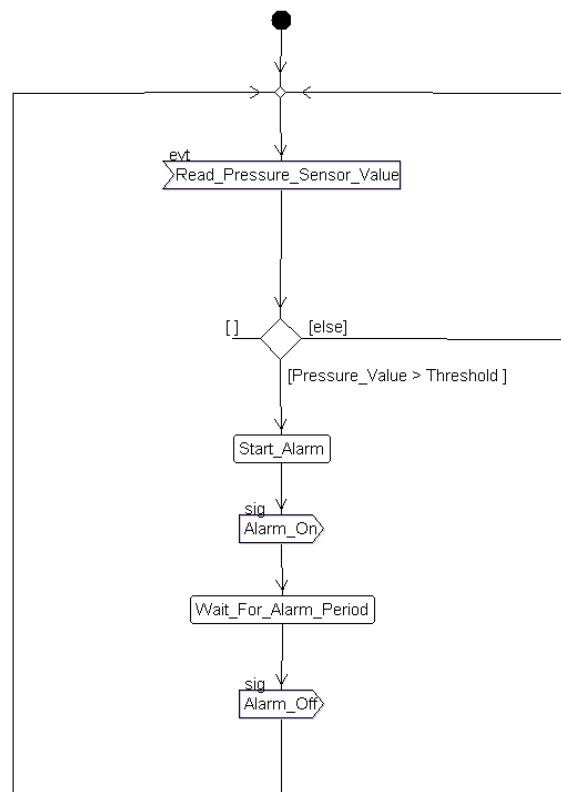 evt
Read_Pressure_Sensor_Value
[ ] [else]
[Pressure_Value > Threshold ]
Start_Alarm
sig
Alarm_On
Wait_For_Alarm_Period
sig
Alarm_Off